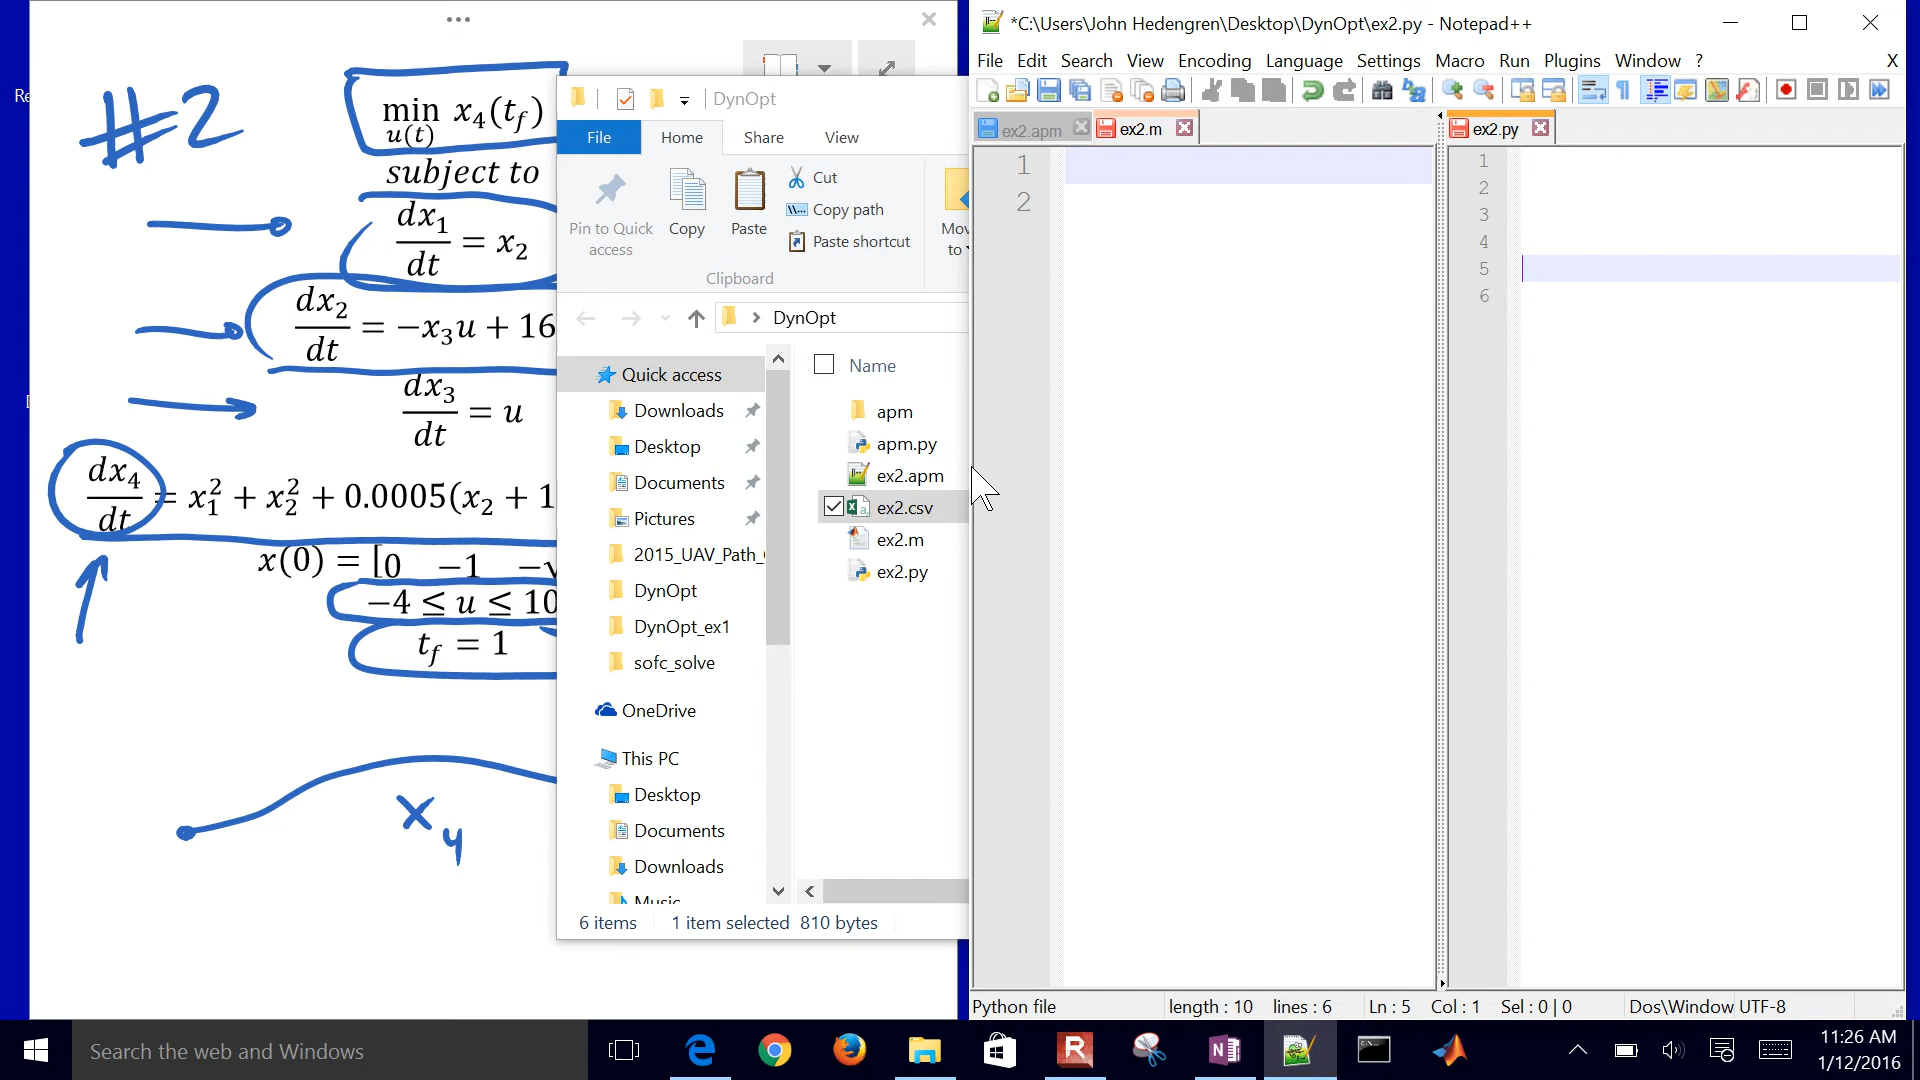 Re
#2
min x₄(t_f)
u(t)
subject to
dx₁/dt = x₂
dx₂/dt = −x₃u + 16
dx₃/dt = u
dx₄/dt = x₁² + x₂² + 0.0005(x₂ + 1
x(0) = [0 −1 −√
−4 ≤ u ≤ 10
t_f = 1
x₄
DynOpt
File Home Share View
Pin to Quick access
Copy
Paste
Cut
Copy path
Paste shortcut
Mov to
Clipboard
DynOpt
Quick access
Downloads
Desktop
Documents
Pictures
2015_UAV_Path_
DynOpt
DynOpt_ex1
sofc_solve
OneDrive
This PC
Desktop
Documents
Downloads
Music
Name
apm
apm.py
ex2.apm
ex2.csv
ex2.m
ex2.py
6 items 1 item selected 810 bytes
*C:\Users\John Hedengren\Desktop\DynOpt\ex2.py - Notepad++
File Edit Search View Encoding Language Settings Macro Run Plugins Window ? X
ex2.apm ex2.m
1
2
ex2.py
1
2
3
4
5
6
Python file length : 10 lines : 6 Ln : 5 Col : 1 Sel : 0 | 0 Dos\Window UTF-8
Search the web and Windows
11:26 AM
1/12/2016